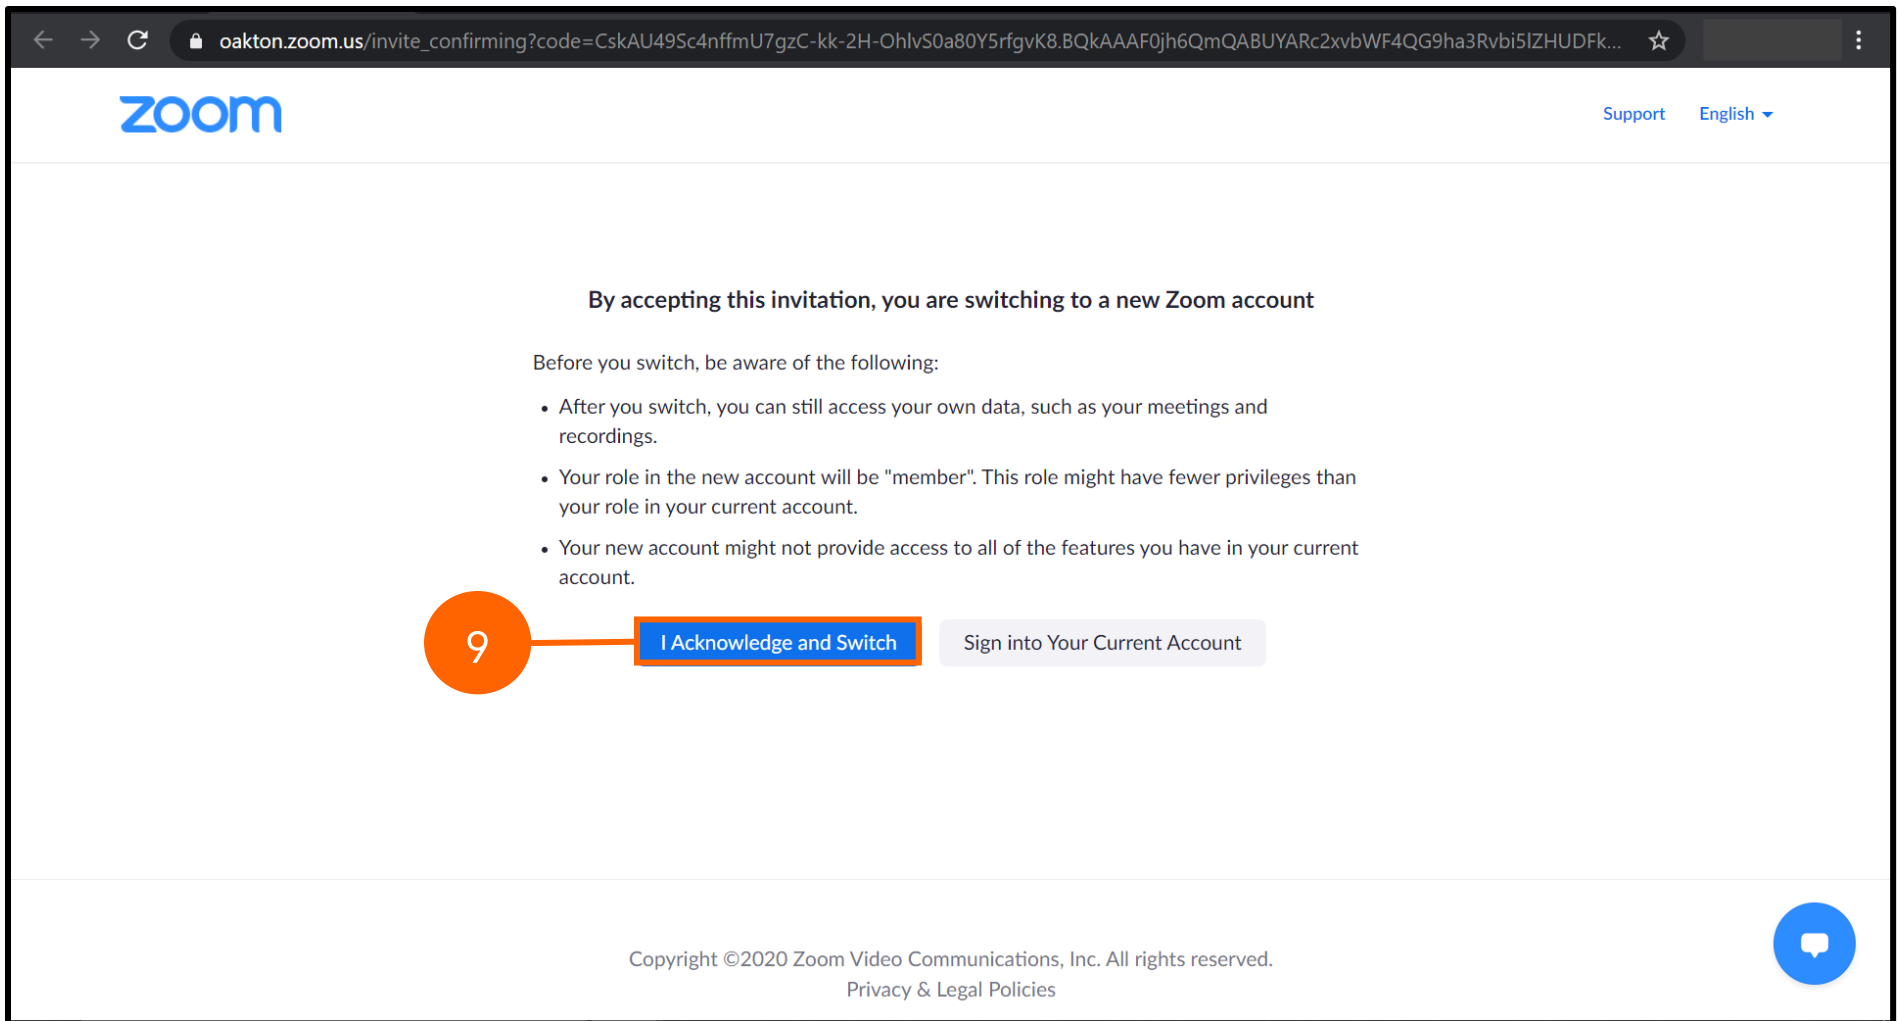 oakton.zoom.us/invite_confirming?code=CskAU49Sc4nffmU7gzC-kk-2H-OhlvS0a80Y5rfgvK8.BQkAAAF0jh6QmQABUYARc2xvbWF4QG9ha3Rvbi5lZHUDFk...
zoom
Support English
By accepting this invitation, you are switching to a new Zoom account
Before you switch, be aware of the following:
• After you switch, you can still access your own data, such as your meetings and
recordings.
• Your role in the new account will be "member". This role might have fewer privileges than
your role in your current account.
• Your new account might not provide access to all of the features you have in your current
account.
9 I Acknowledge and Switch Sign into Your Current Account
Copyright ©2020 Zoom Video Communications, Inc. All rights reserved.
Privacy & Legal Policies